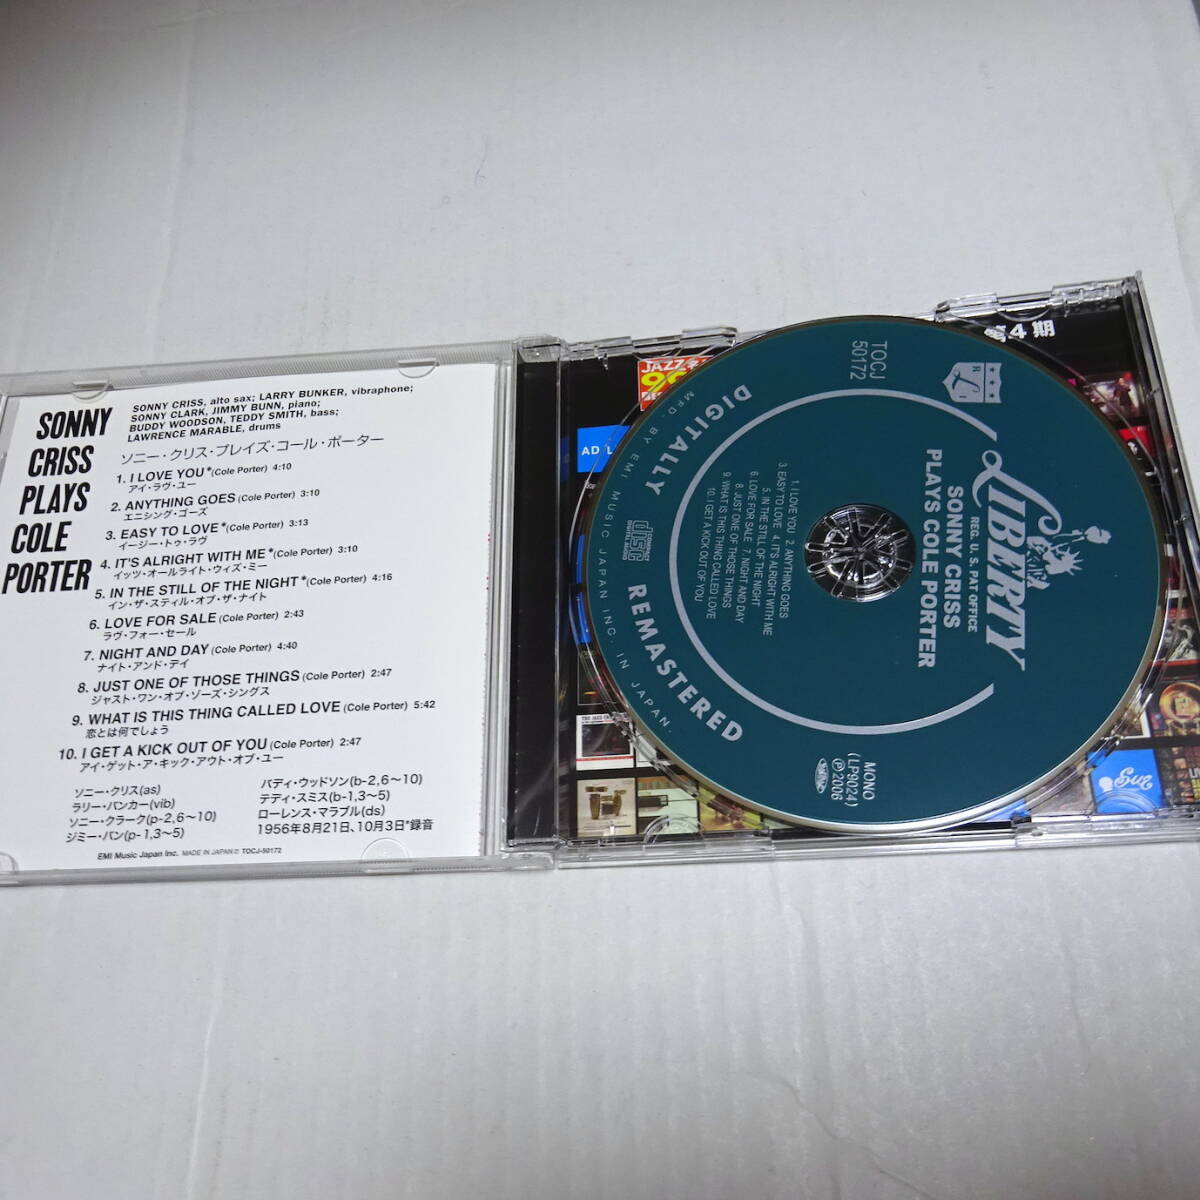 SONNY
CRISS
PLAYS
COLE
PORTER
SONNY CRISS, alto sax; LARRY BUNKER, vibraphone;
SONNY CLARK, JIMMY BUNN, piano;
BUDDY WOODSON, TEDDY SMITH, bass;
LAWRENCE MARABLE, drums
ソニー・クリス・プレイズ・コール・ポーター
1. I LOVE YOU*(Cole Porter) 4:10
アイ・ラヴ・ユー
2. ANYTHING GOES (Cole Porter) 3:10
エニシング・ゴーズ
3. EASY TO LOVE*(Cole Porter) 3:13
イージー・トゥ・ラヴ
4. IT'S ALRIGHT WITH ME*(Cole Porter) 3:10
イッツ・オールライト・ウィズ・ミー
5. IN THE STILL OF THE NIGHT*(Cole Porter) 4:16
イン・ザ・スティル・オブ・ザ・ナイト
6. LOVE FOR SALE (Cole Porter) 2:43
ラヴ・フォー・セール
7. NIGHT AND DAY (Cole Porter) 4:40
ナイト・アンド・デイ
8. JUST ONE OF THOSE THINGS (Cole Porter) 2:47
ジャスト・ワン・オブ・ゾーズ・シングス
9. WHAT IS THIS THING CALLED LOVE (Cole Porter) 5:42
恋とは何でしょう
10. I GET A KICK OUT OF YOU (Cole Porter) 2:47
アイ・ゲット・ア・キック・アウト・オブ・ユー
ソニー・クリス(as)
ラリー・バンカー(vib)
ソニー・クラーク(p-2,6〜10)
ジミー・バン(p-1,3〜5)
バディ・ウッドソン(b-2,6〜10)
テディ・スミス(b-1,3〜5)
ローレンス・マラブル(ds)
1956年8月21日、10月3日*録音
EMI Music Japan Inc. MADE IN JAPAN Ⓟ TOCJ-50172
第4期
JAZZ
AD L
TOCJ
50172
LIBERTY
REG. U. S. PAT OFFICE
SONNY CRISS
PLAYS COLE PORTER
1. I LOVE YOU 2. ANYTHING GOES
3. EASY TO LOVE 4. IT'S ALRIGHT WITH ME
5. IN THE STILL OF THE NIGHT
6. LOVE FOR SALE 7. NIGHT AND DAY
8. JUST ONE OF THOSE THINGS
9. WHAT IS THIS THING CALLED LOVE
10. I GET A KICK OUT OF YOU
COMPACT
disc
DIGITAL AUDIO
DIGITALLY REMASTERED
MFD. BY EMI MUSIC JAPAN INC. IN JAPAN.
MONO
(LP9024)
Ⓟ2006